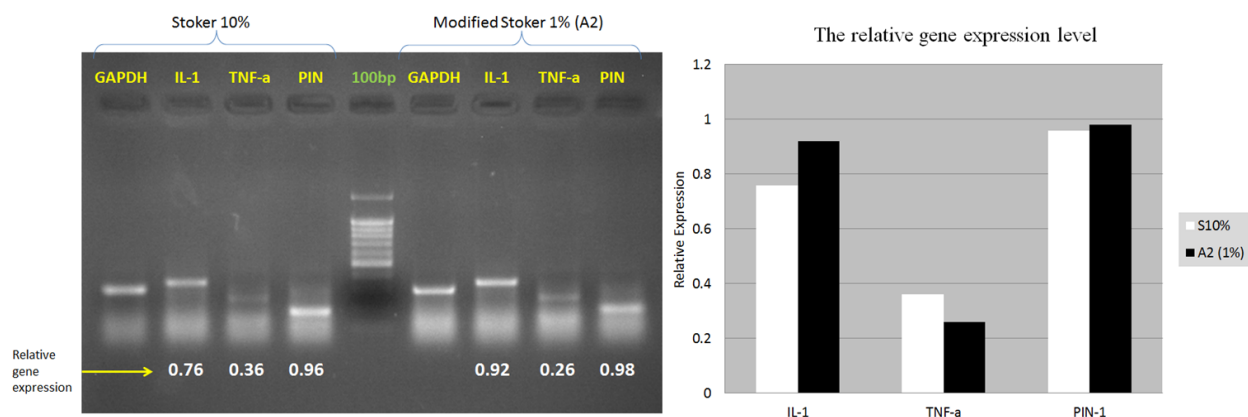 Stoker 10%
Modified Stoker 1% (A2)
GAPDH IL-1 TNF-a PIN 100bp GAPDH IL-1 TNF-a PIN
Relative
gene
expression
0.76 0.36 0.96 0.92 0.26 0.98
The relative gene expression level
Relative Expression
1.2
1
0.8
0.6
0.4
0.2
0
IL-1 TNF-a PIN-1
S10%
A2 (1%)